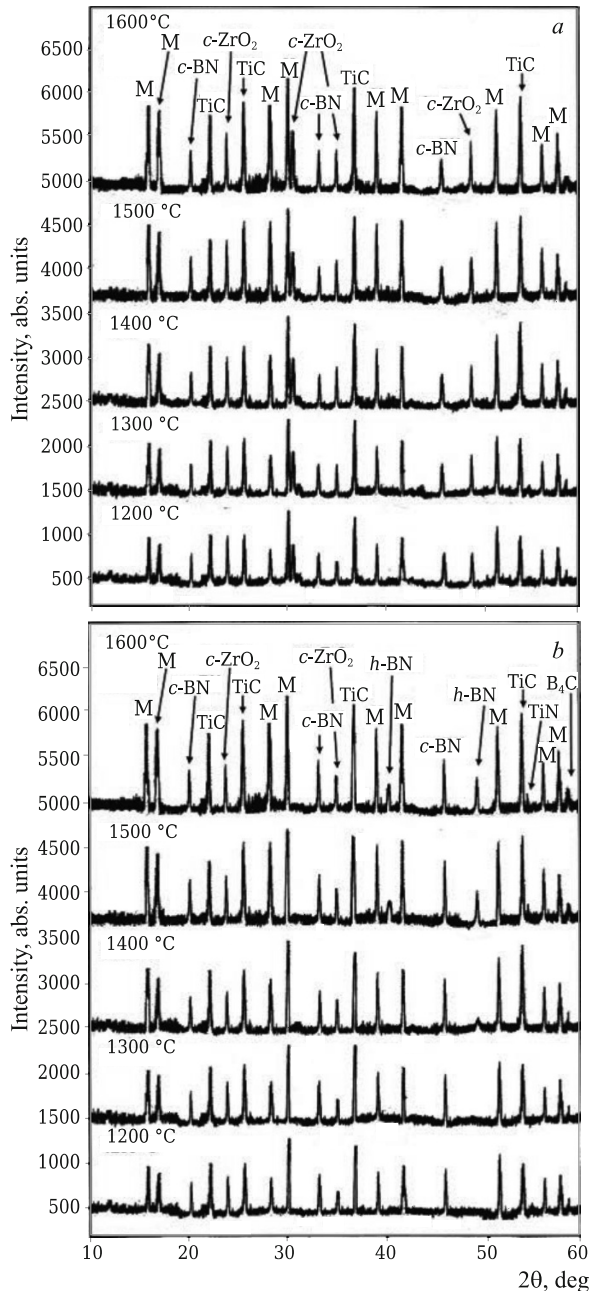 1600°C
a
M
c-ZrO₂
c-ZrO₂
c-BN
M
TiC
TiC
M
TiC
TiC
M
c-BN
M
M
c-ZrO₂
M
M
M
c-BN
6500
6000
5500
5000
1500 °C
4500
4000
3500
1400 °C
3000
2500
1300 °C
2000
1500
1200 °C
1000
500
Intensity, abs. units
1600°C
b
M
c-ZrO₂
c-ZrO₂
h-BN
c-BN
TiC
M
h-BN
TiC
B₄C
M
TiC
M
c-BN
TiC
M
M
c-BN
M
TiN
M
M
6500
6000
5500
5000
1500 °C
4500
4000
3500
1400 °C
3000
2500
1300 °C
2000
1500
1200 °C
1000
500
Intensity, abs. units
10 20 30 40 50 60
2θ, deg